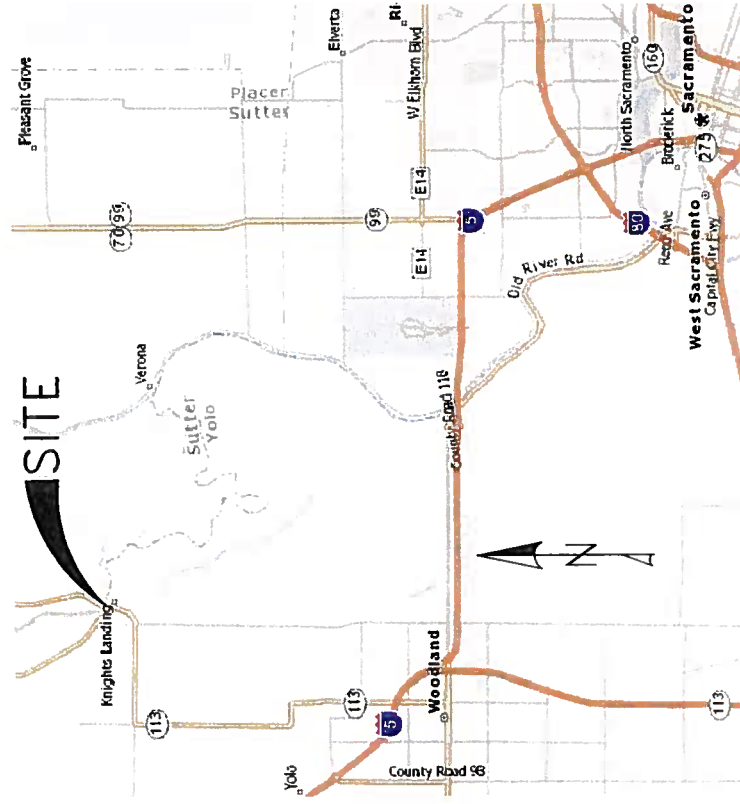 SITE
Pleasant Grove
Elverta
Ri-
Placer
Sutter
W Elkhorn Blvd
70
99
99
E14
E14
5
Verona
Sutter
Yolo
Knights Landing
113
113
5
Yolo
Woodland
County Road 98
113
County Road 118
N
Old River Rd
80
Reed Ave
West Sacramento
Capital City Fwy
North Sacramento
160
Broderick
275
Sacramento